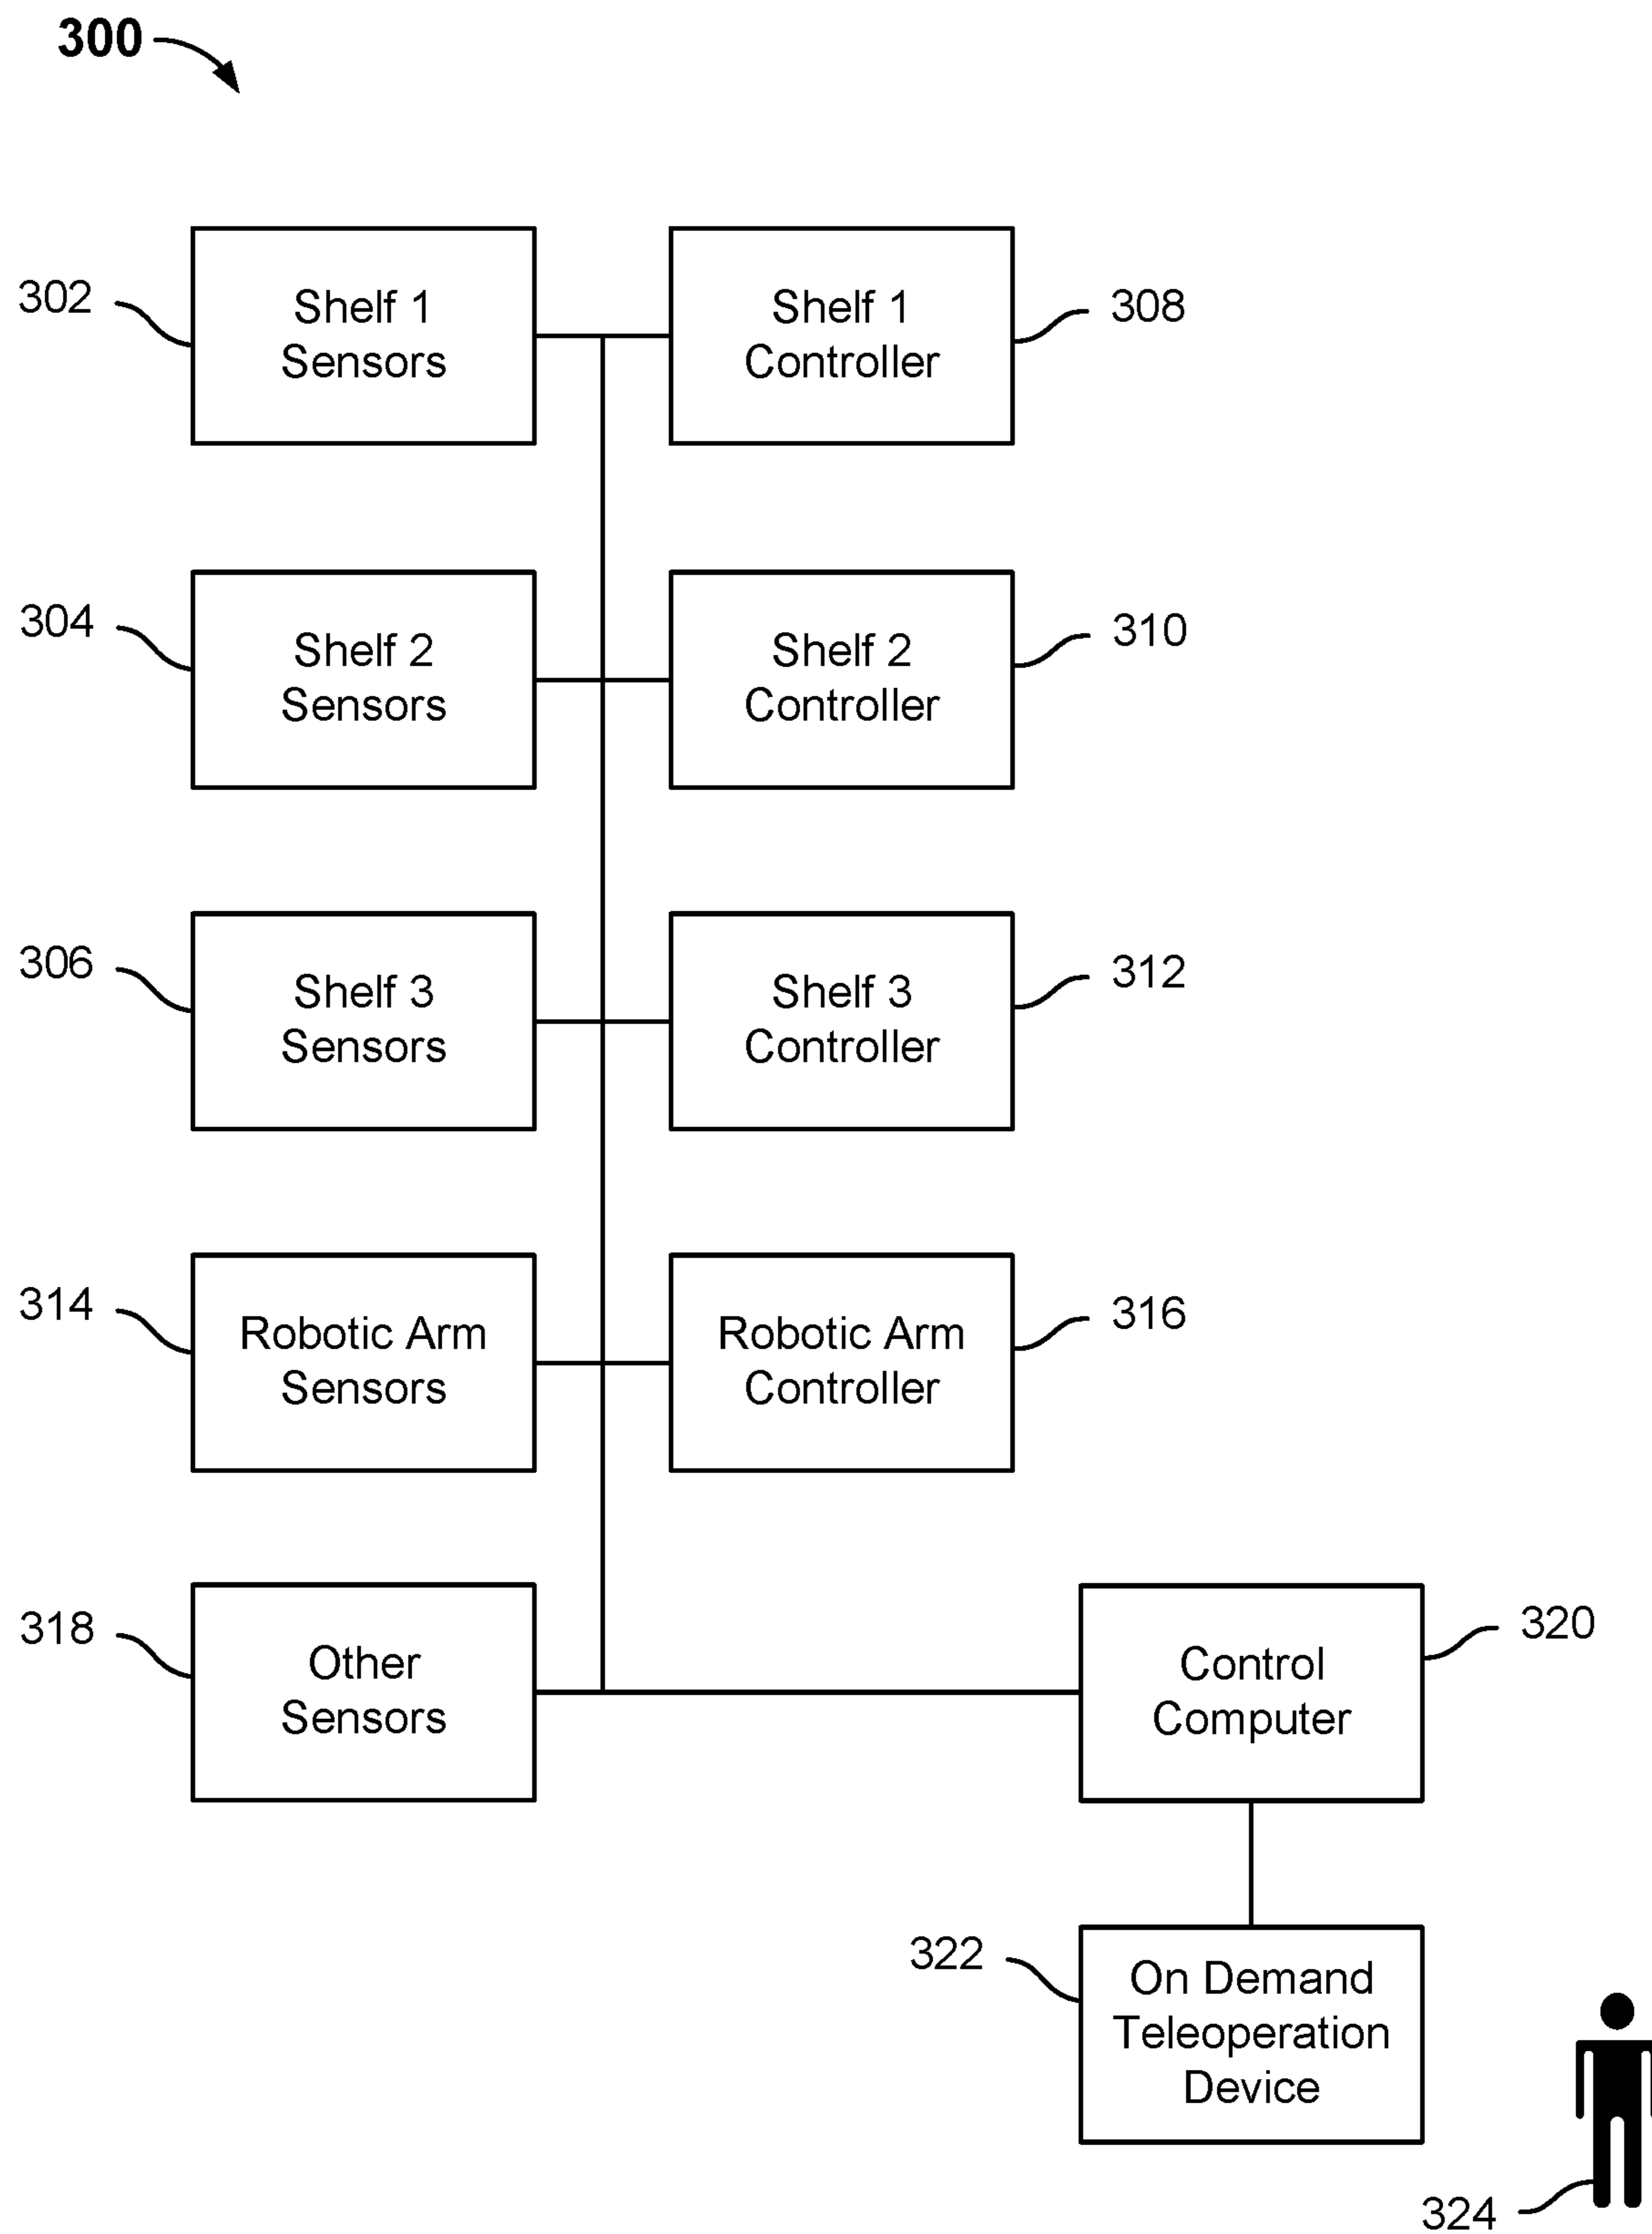 300
302
Shelf 1
Sensors
Shelf 1
Controller
308
304
Shelf 2
Sensors
Shelf 2
Controller
310
306
Shelf 3
Sensors
Shelf 3
Controller
312
314
Robotic Arm
Sensors
Robotic Arm
Controller
316
318
Other
Sensors
Control
Computer
320
322
On Demand
Teleoperation
Device
324